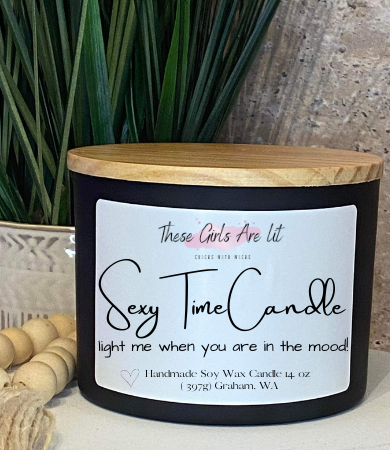 These Girls Are Lit
CHICKS WITH WICKS
Sexy Time Candle
light me when you are in the mood!
Handmade Soy Wax Candle 14 oz
( 397g) Graham, WA